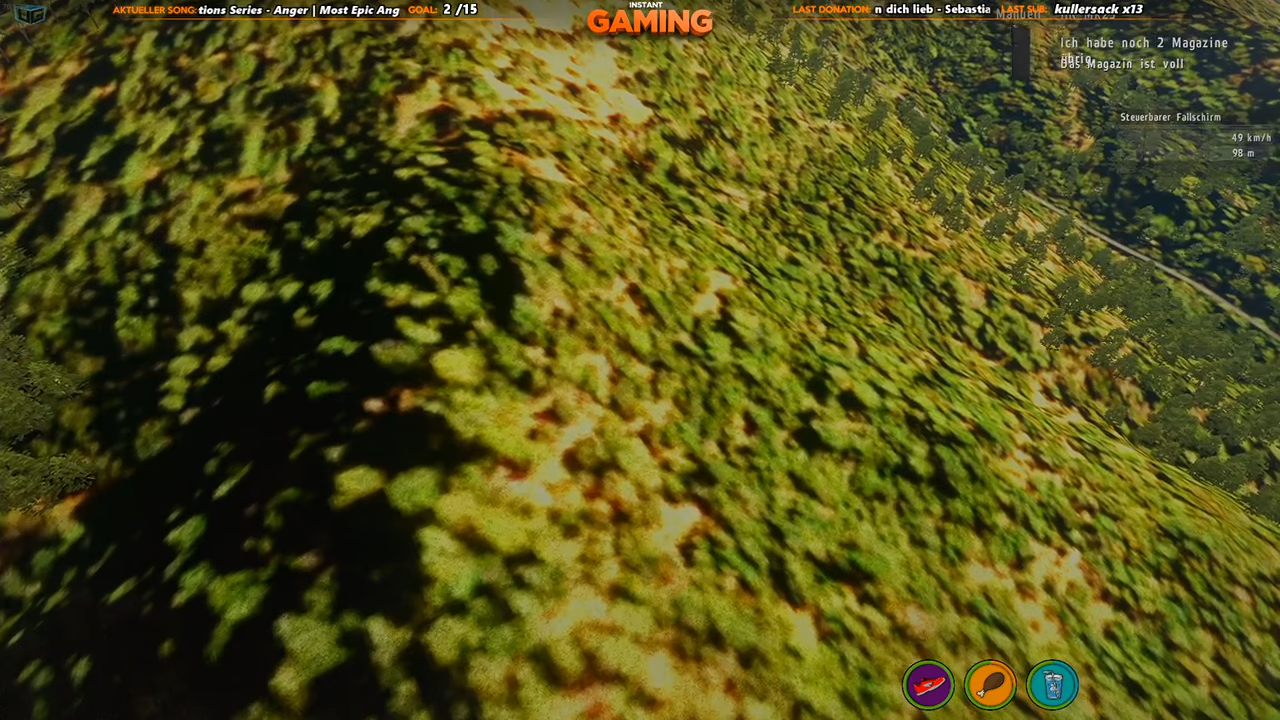 AKTUELLER SONG: tions Series - Anger | Most Epic Ang GOAL: 2 /15
INSTANT
GAMING
LAST DONATION: n dich lieb - Sebastia LAST SUB: kullersack x13
Ich habe noch 2 Magazine
übrig
Das Magazin ist voll
Steuerbarer Fallschirm
49 km/h
98 m